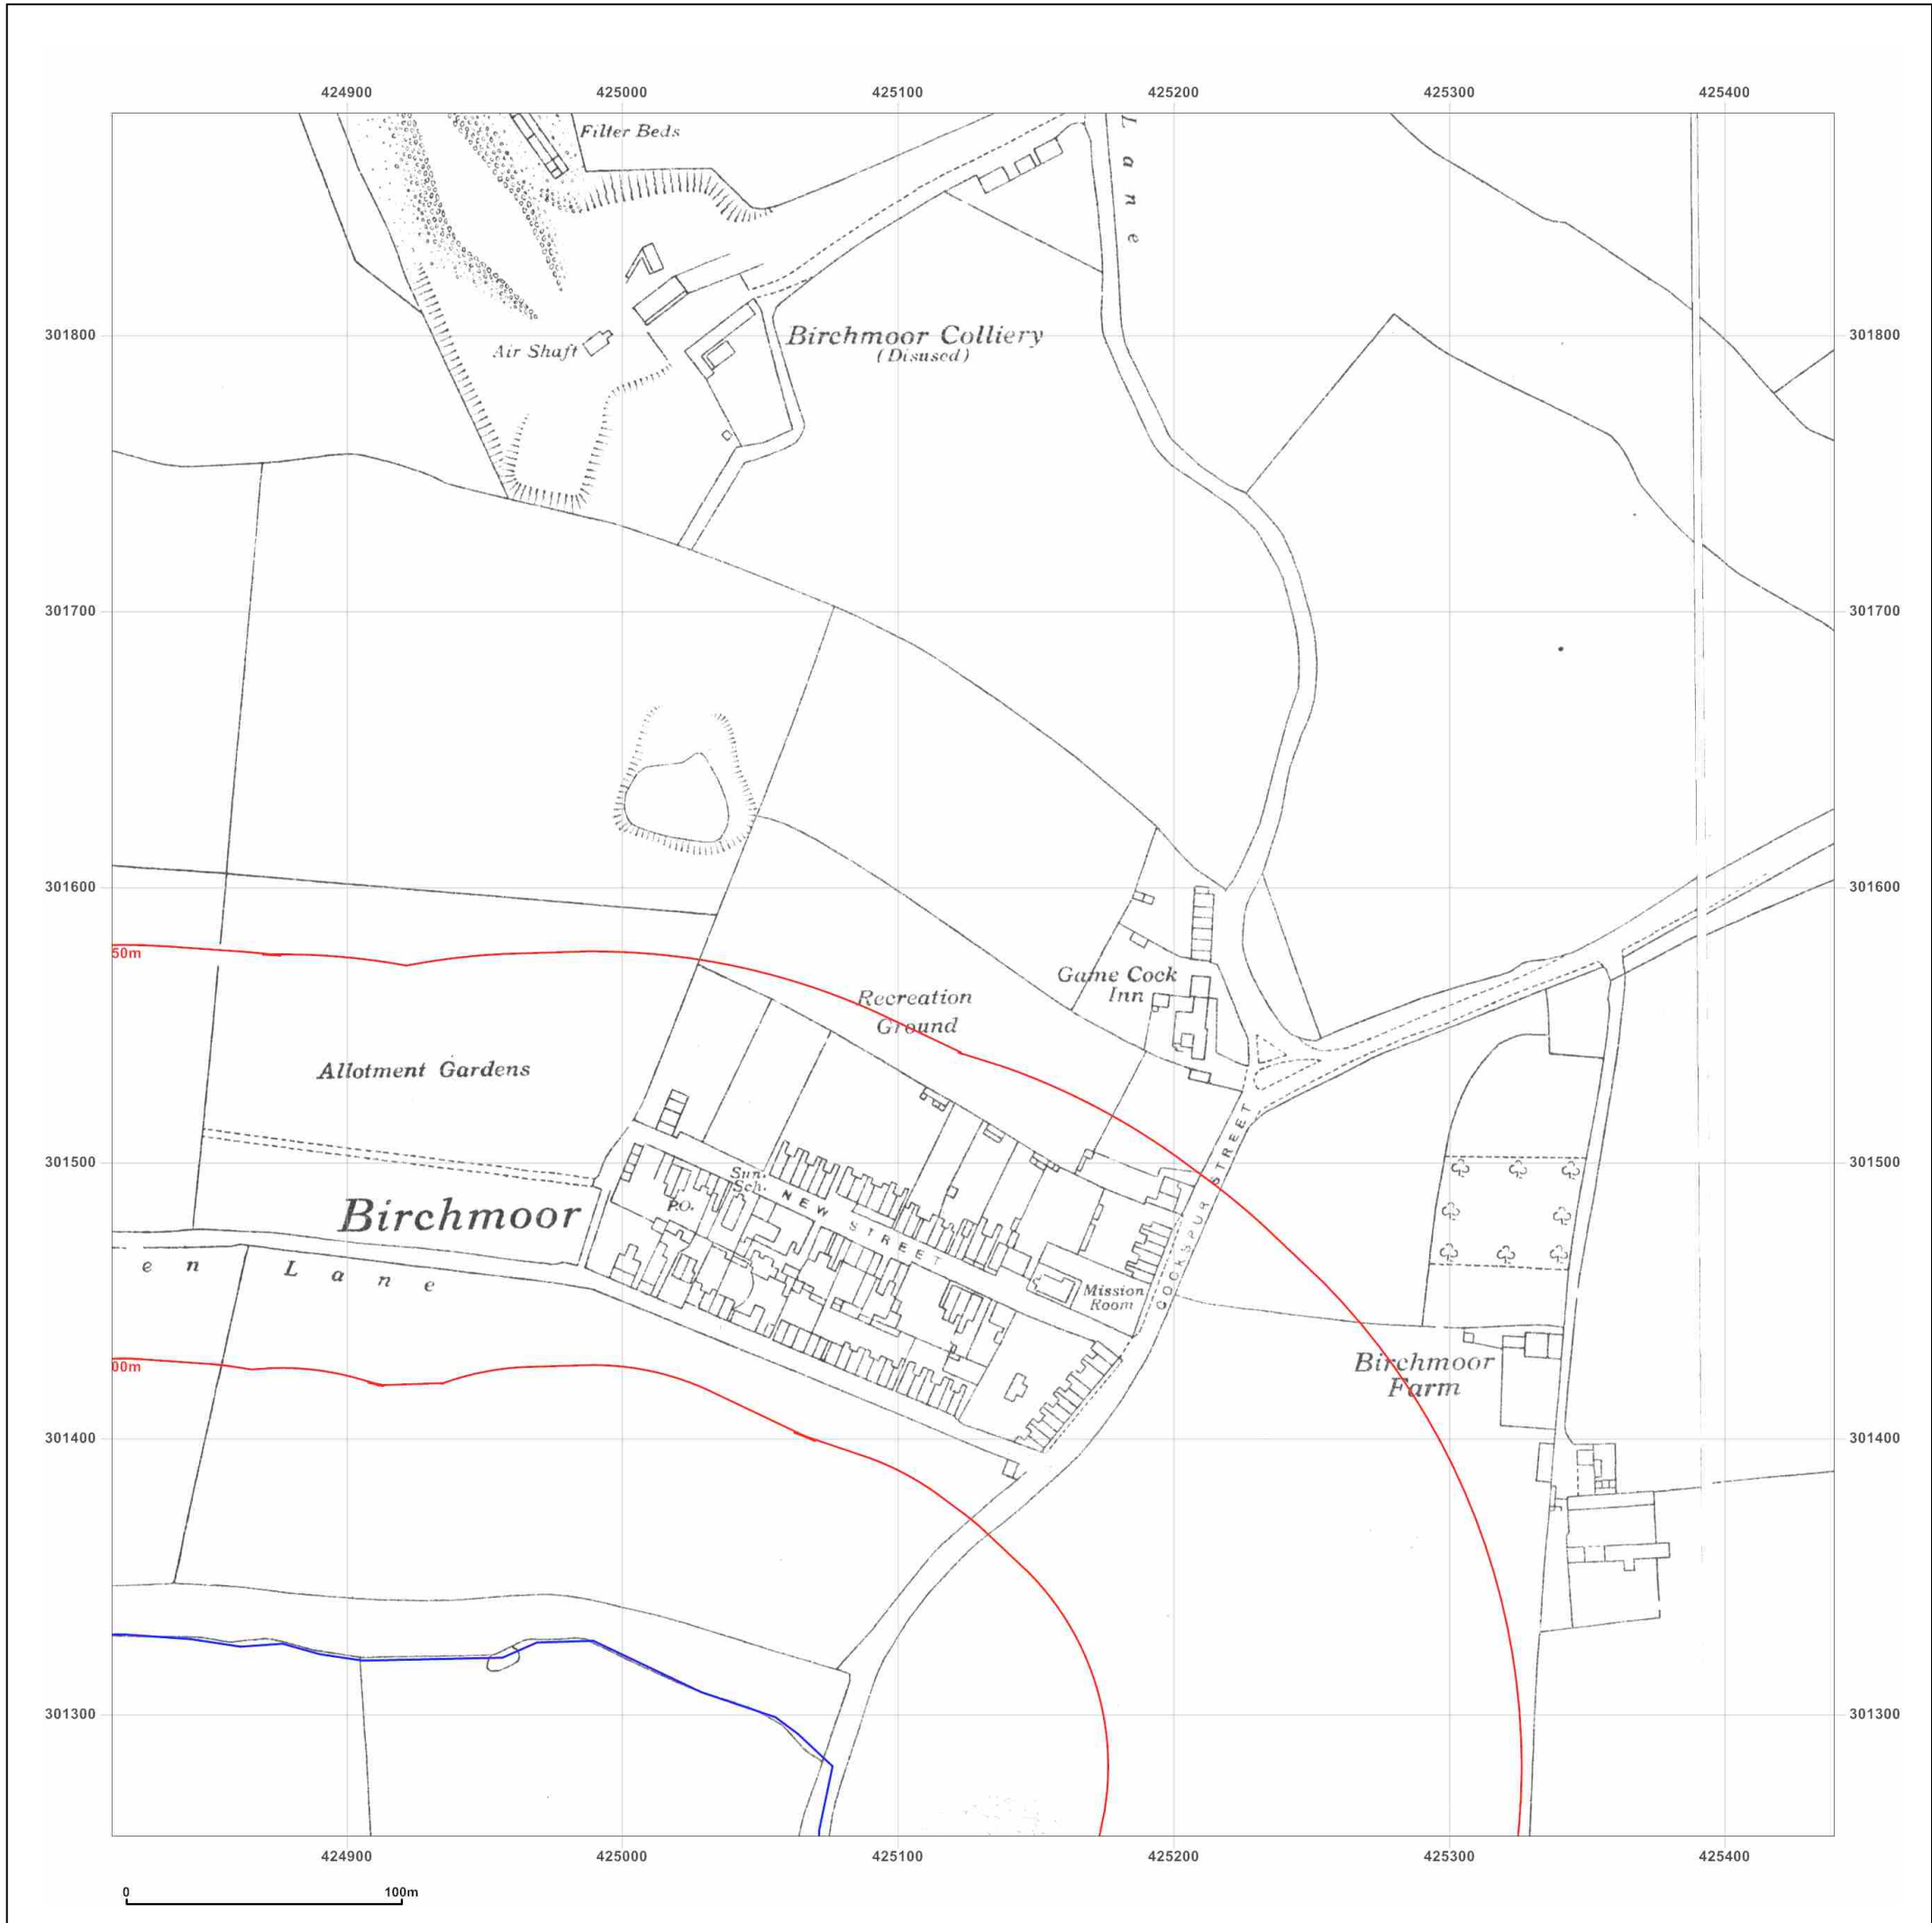 424900 425000 425100 425200 425300 425400
Filter Beds
Lane
301800 301800
Birchmoor Colliery
(Disused)
Air Shaft
301700 301700
301600 301600
50m
Game Cock
Inn
Recreation
Ground
Allotment Gardens
301500 301500
Sun.
Sch.
P.O.
NEW STREET
COCKSPUR STREET
Birchmoor
en Lane
Mission
Room
00m
Birchmoor
Farm
301400 301400
301300 301300
424900 425000 425100 425200 425300 425400
0 100m